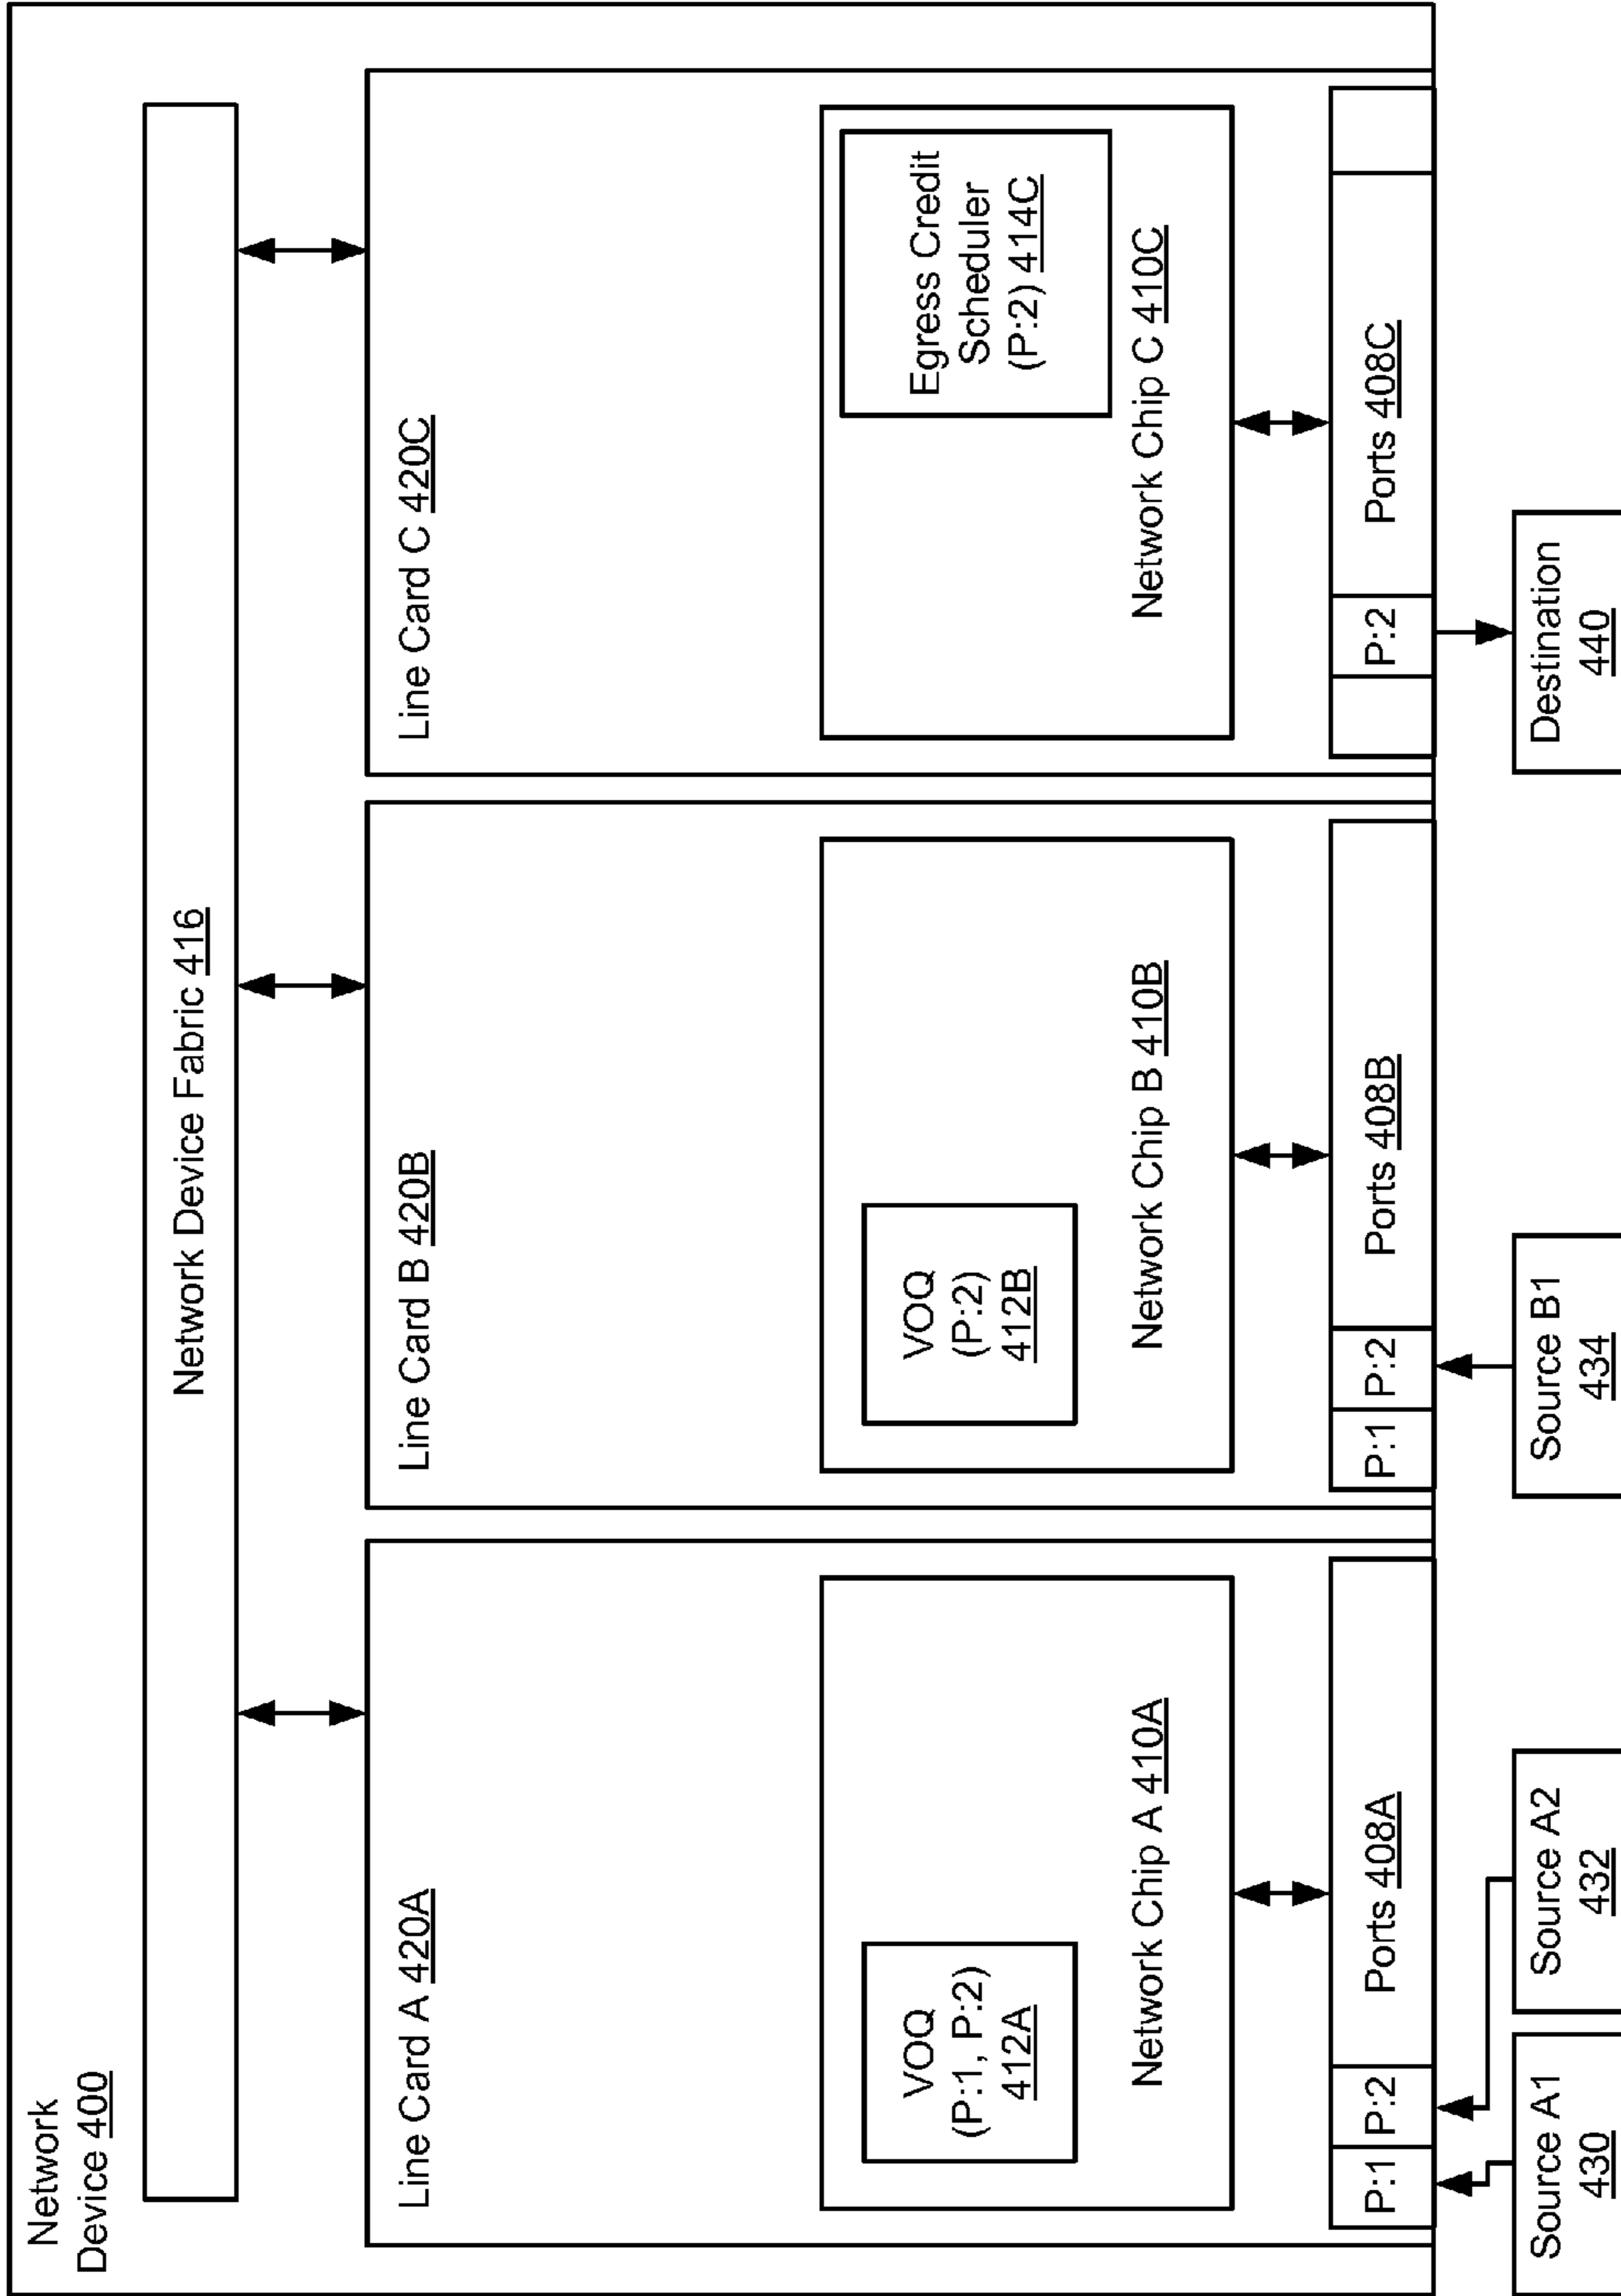 Network
Device 400
Network Device Fabric 416
Line Card A 420A
VOQ
(P:1, P:2)
412A
Network Chip A 410A
P:1
P:2
Ports 408A
Line Card B 420B
VOQ
(P:2)
412B
Network Chip B 410B
P:1
P:2
Ports 408B
Line Card C 420C
Egress Credit
Scheduler
(P:2) 414C
Network Chip C 410C
P:2
Ports 408C
Source A1
430
Source A2
432
Source B1
434
Destination
440